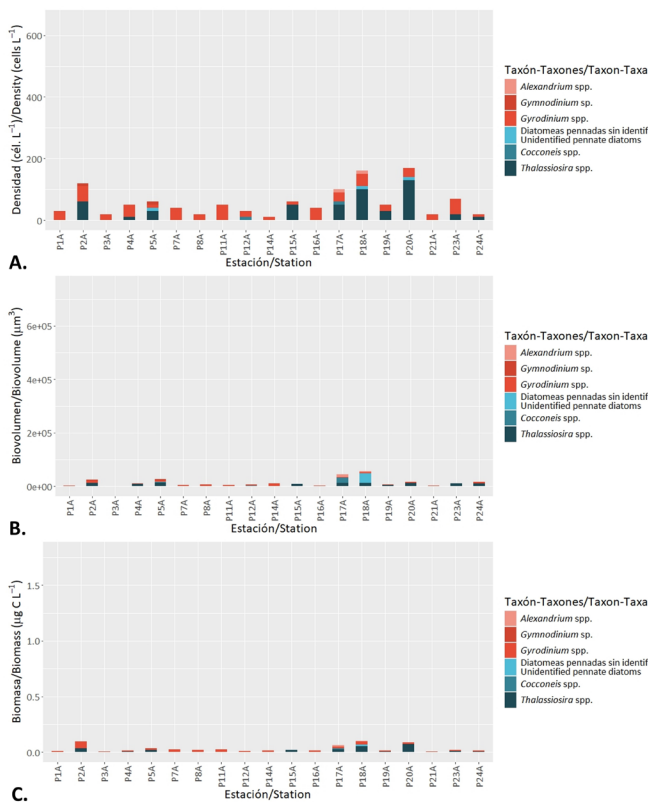 600
400
200
0
Densidad (cél. L⁻¹)/Density (cells L⁻¹)
P1A P2A P3A P4A P5A P7A P8A P11A P12A P14A P15A P16A P17A P18A P19A P20A P21A P23A P24A
Estación/Station
A.
Taxón-Taxones/Taxon-Taxa
Alexandrium spp.
Gymnodinium sp.
Gyrodinium spp.
Diatomeas pennadas sin identif
Unidentified pennate diatoms
Cocconeis spp.
Thalassiosira spp.
6e+05
4e+05
2e+05
0e+00
Biovolumen/Biovolume (µm³)
P1A P2A P3A P4A P5A P7A P8A P11A P12A P14A P15A P16A P17A P18A P19A P20A P21A P23A P24A
Estación/Station
B.
Taxón-Taxones/Taxon-Taxa
Alexandrium spp.
Gymnodinium sp.
Gyrodinium spp.
Diatomeas pennadas sin identif
Unidentified pennate diatoms
Cocconeis spp.
Thalassiosira spp.
1.5
1.0
0.5
0.0
Biomasa/Biomass (µg C L⁻¹)
P1A P2A P3A P4A P5A P7A P8A P11A P12A P14A P15A P16A P17A P18A P19A P20A P21A P23A P24A
Estación/Station
C.
Taxón-Taxones/Taxon-Taxa
Alexandrium spp.
Gymnodinium sp.
Gyrodinium spp.
Diatomeas pennadas sin identif
Unidentified pennate diatoms
Cocconeis spp.
Thalassiosira spp.